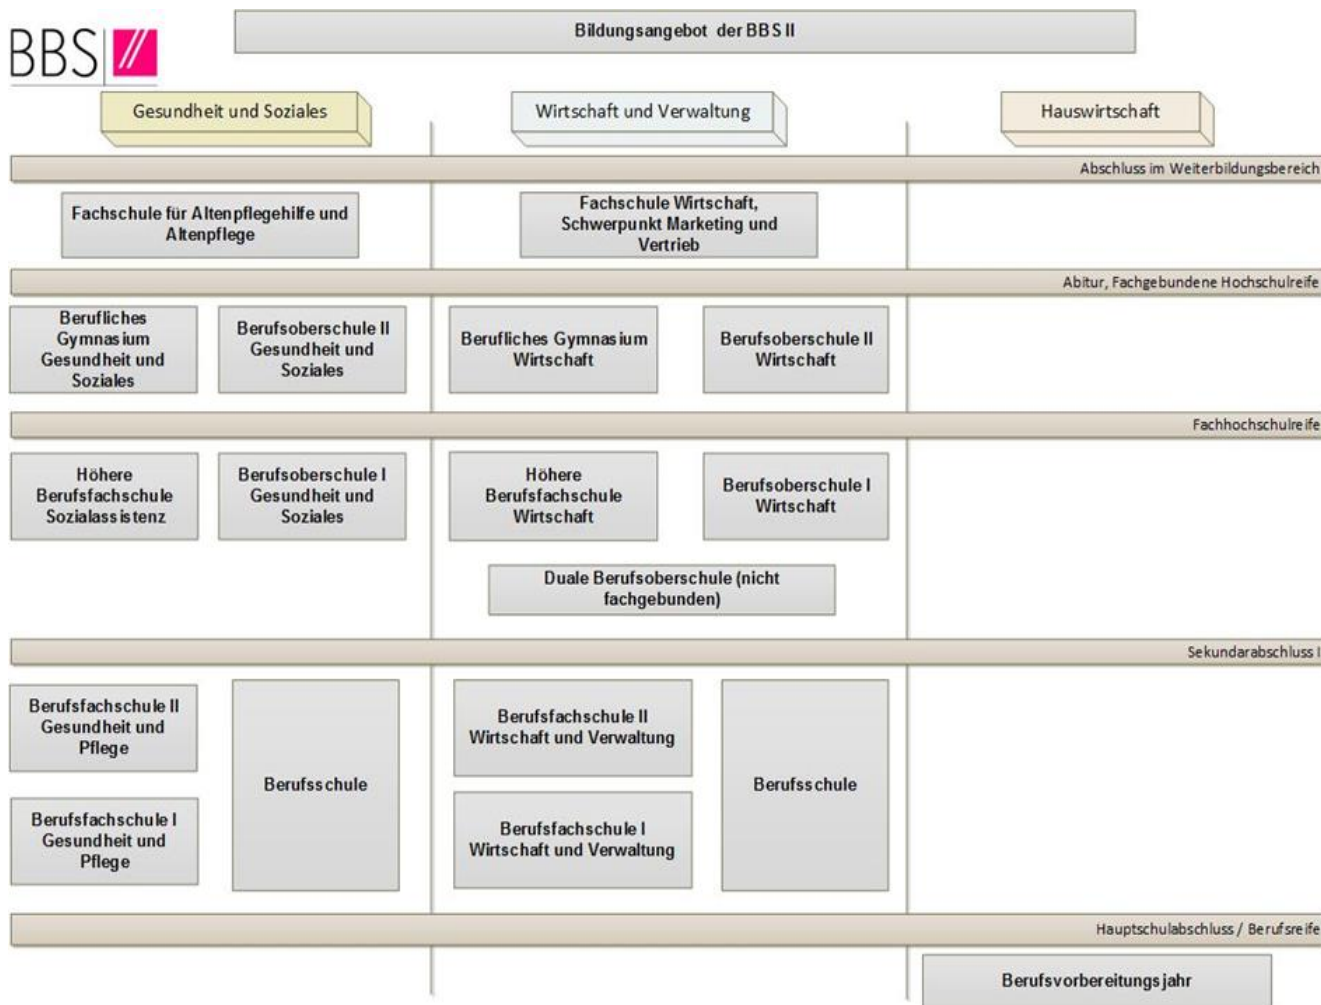 Bildungsangebot der BBS II
BBS
Gesundheit und Soziales
Wirtschaft und Verwaltung
Hauswirtschaft
Abschluss im Weiterbildungsbereich
Fachschule für Altenpflegehilfe und
Altenpflege
Fachschule Wirtschaft,
Schwerpunkt Marketing und
Vertrieb
Abitur, Fachgebundene Hochschulreife
Berufliches
Gymnasium
Gesundheit und
Soziales
Berufsoberschule II
Gesundheit und
Soziales
Berufliches Gymnasium
Wirtschaft
Berufsoberschule II
Wirtschaft
Fachhochschulreife
Höhere
Berufsfachschule
Sozialassistenz
Berufsoberschule I
Gesundheit und
Soziales
Höhere
Berufsfachschule
Wirtschaft
Berufsoberschule I
Wirtschaft
Duale Berufsoberschule (nicht
fachgebunden)
Sekundarabschluss I
Berufsfachschule II
Gesundheit und
Pflege
Berufsschule
Berufsfachschule II
Wirtschaft und Verwaltung
Berufsschule
Berufsfachschule I
Gesundheit und
Pflege
Berufsfachschule I
Wirtschaft und Verwaltung
Hauptschulabschluss / Berufsreife
Berufsvorbereitungsjahr